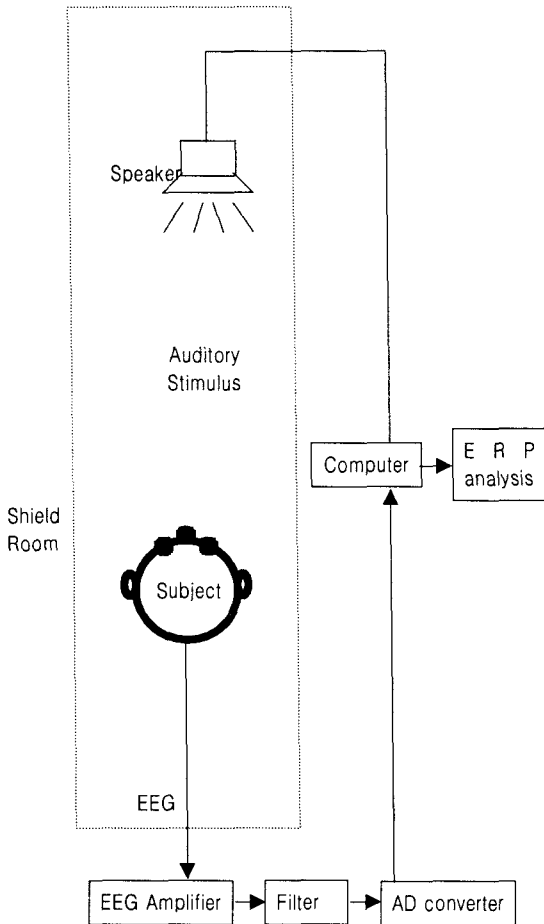 Speaker
Auditory
Stimulus
Computer
E R P
analysis
Shield
Room
Subject
EEG
EEG Amplifier
Filter
AD converter